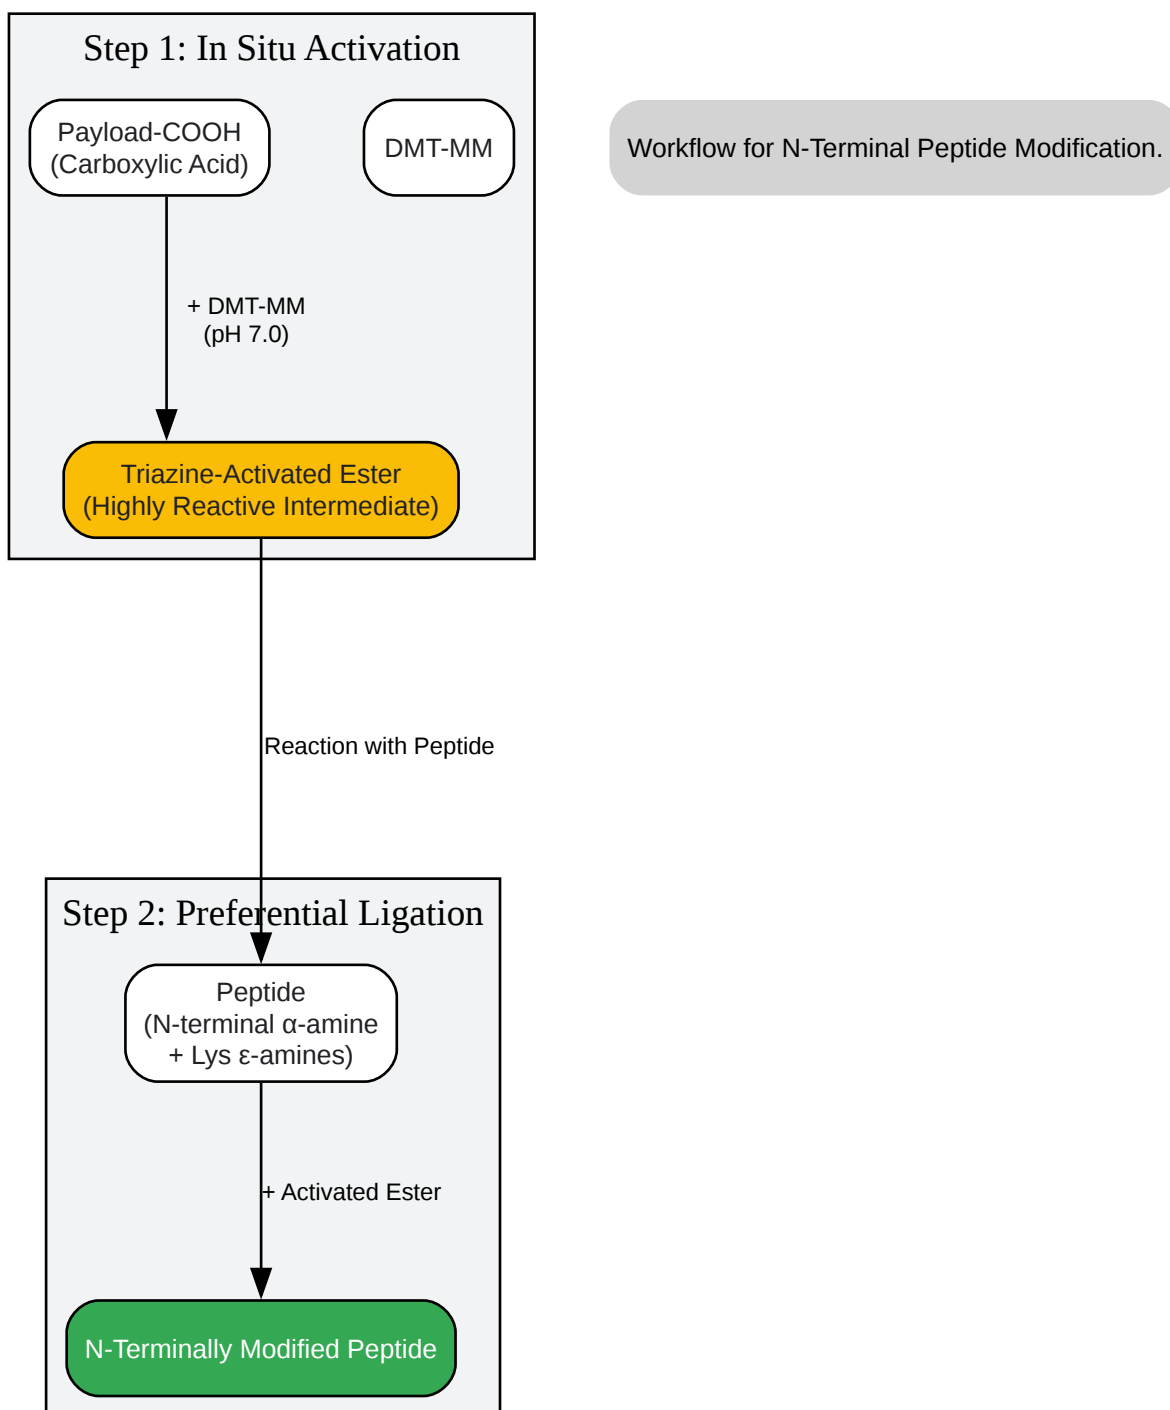 Step 1: In Situ Activation
Payload-COOH
(Carboxylic Acid)
DMT-MM
Workflow for N-Terminal Peptide Modification.
+ DMT-MM
(pH 7.0)
Triazine-Activated Ester
(Highly Reactive Intermediate)
Reaction with Peptide
Step 2: Preferential Ligation
Peptide
(N-terminal α-amine
+ Lys ε-amines)
+ Activated Ester
N-Terminally Modified Peptide